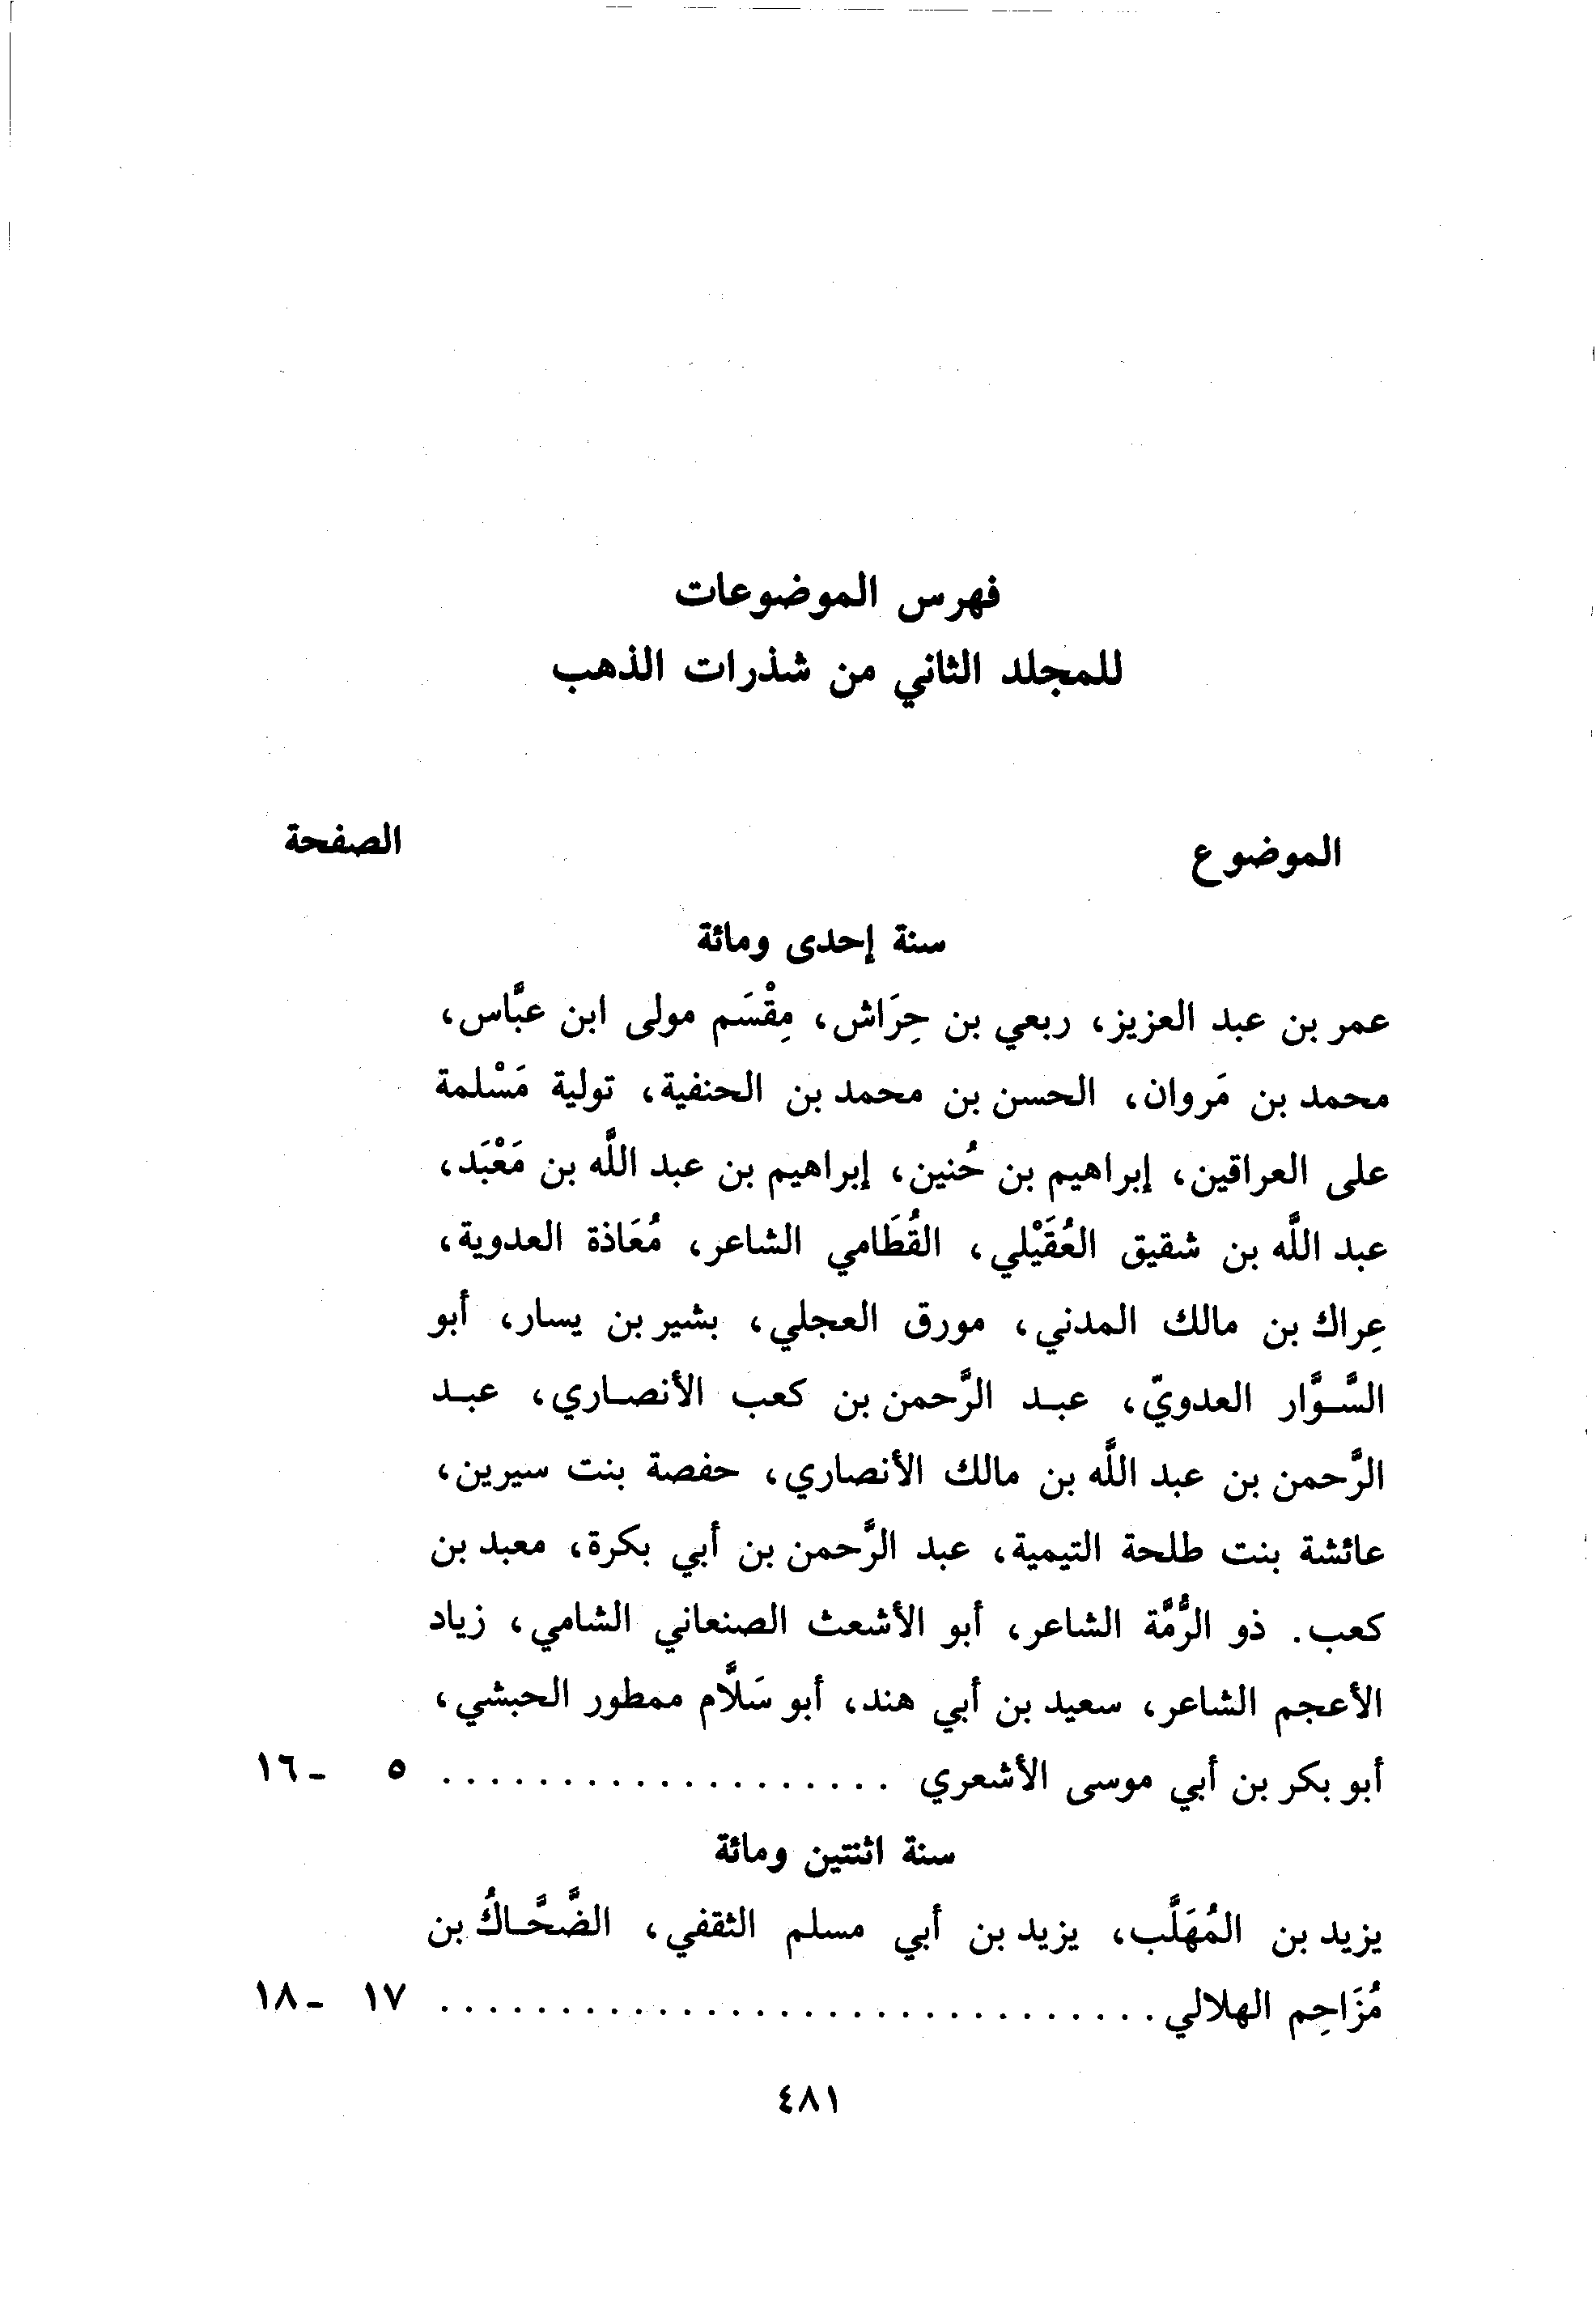 فهرس الموضوعات
للمجلد الثاني من شذرات الذهب
الموضوع الصفحة
سنة إحدى ومائة
عمر بن عبد العزيز، ربعي بن حِرَاش، مِقْسَم مولى ابن عبَّاس،
محمد بن مَروان، الحسن بن محمد بن الحنفية، تولية مَسْلمة
على العراقين، إبراهيم بن حُنين، إبراهيم بن عبد اللَّه بن مَعْبَد،
عبد اللَّه بن شقيق العُقَيْلي، القُطَامي الشاعر، مُعَاذة العدوية،
عِراك بن مالك المدني، مورق العجلي، بشير بن يسار، أبو
السَّـوَّار العدويّ، عبـد الرَّحمن بن كعب الأنصـاري، عبـد
الرَّحمن بن عبد اللَّه بن مالك الأنصاري، حفصة بنت سيرين،
عائشة بنت طلحة التيمية، عبد الرَّحمن بن أبي بكرة، معبد بن
كعب. ذو الرُّمَّة الشاعر، أبو الأشعث الصنعاني الشامي، زياد
الأعجم الشاعر، سعيد بن أبي هند، أبو سَلَّام ممطور الحبشي،
أبو بكر بن أبي موسى الأشعري . . . . . . . . . . . . . . . . . . . ٥ - ١٦
سنة اثنتين ومائة
يزيد بن المُهَلَّب، يزيد بن أبي مسلم الثقفي، الضَّحَّـاكُ بن
مُزَاحِم الهلالي . . . . . . . . . . . . . . . . . . . . . . . . . . . . . . ١٧ - ١٨
٤٨١